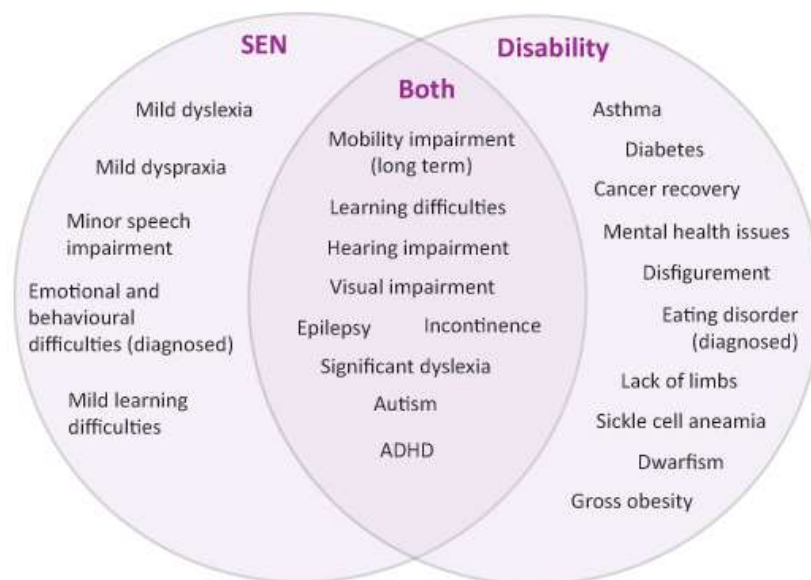 SEN
Mild dyslexia
Mild dyspraxia
Minor speech
impairment
Emotional and
behavioural
difficulties (diagnosed)
Mild learning
difficulties
Both
Mobility impairment
(long term)
Learning difficulties
Hearing impairment
Visual impairment
Epilepsy Incontinence
Significant dyslexia
Autism
ADHD
Disability
Asthma
Diabetes
Cancer recovery
Mental health issues
Disfigurement
Eating disorder
(diagnosed)
Lack of limbs
Sickle cell aneamia
Dwarfism
Gross obesity